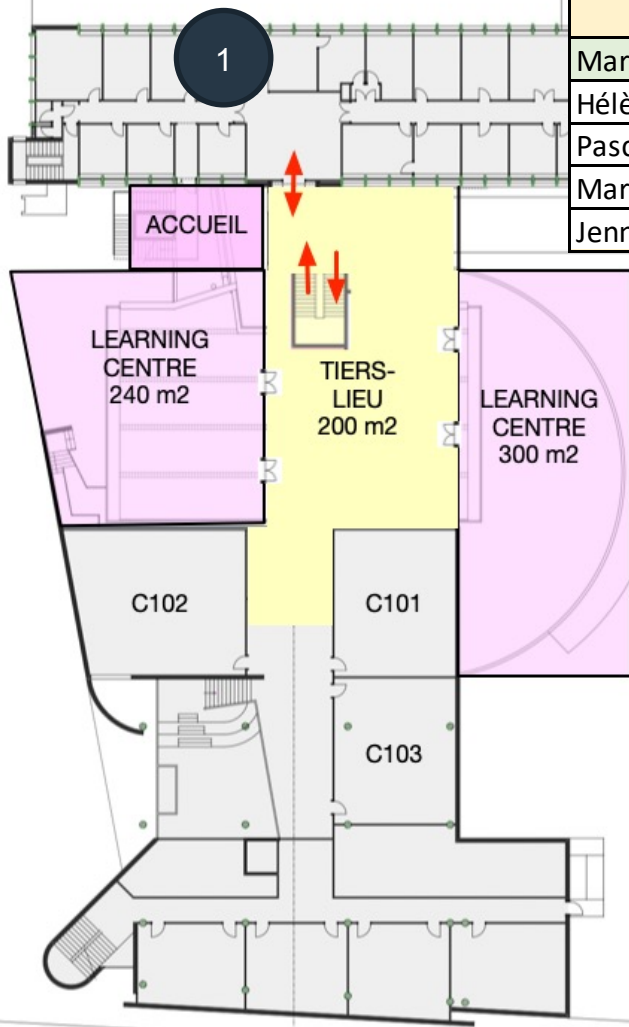 1
Mar
Hélè
Pasc
Mar
Jenn
ACCUEIL
LEARNING
CENTRE
240 m2
TIERS-
LIEU
200 m2
LEARNING
CENTRE
300 m2
C102
C101
C103